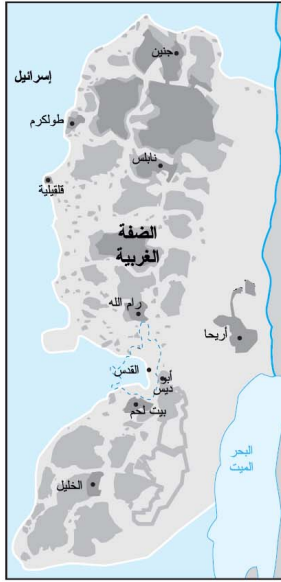 جنين
إسرائيل
طولكرم
نابلس
قلقيلية
الضفة
الغربية
رام الله
أريحا
القدس
أبو
ديس
بيت لحم
البحر
الميت
الخليل